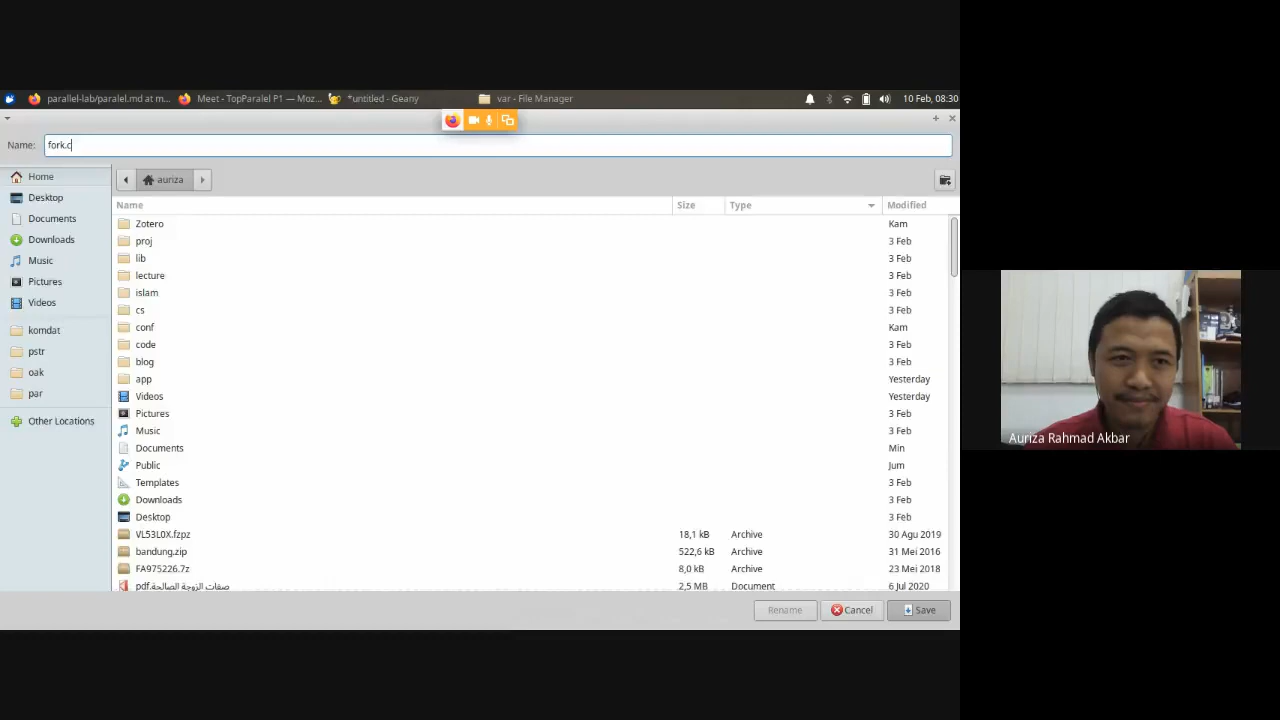 parallel-lab/paralel.md at m...
Meet - TopParalel P1 — Moz...
*untitled - Geany
var - File Manager
10 Feb, 08:30
Name:
fork.c
Home
auriza
Desktop
Documents
Downloads
Music
Pictures
Videos
komdat
pstr
oak
par
Other Locations
Name Size Type Modified
Zotero Kam
proj 3 Feb
lib 3 Feb
lecture 3 Feb
islam 3 Feb
cs 3 Feb
conf Kam
code 3 Feb
blog 3 Feb
app Yesterday
Videos Yesterday
Pictures 3 Feb
Music 3 Feb
Documents Min
Public Jum
Templates 3 Feb
Downloads 3 Feb
Desktop 3 Feb
VL53L0X.fzpz 18,1 kB Archive 30 Agu 2019
bandung.zip 522,6 kB Archive 31 Mei 2016
FA975226.7z 8,0 kB Archive 23 Mei 2018
صفات الزوجة الصالحة.pdf 2,5 MB Document 6 Jul 2020
Rename
Cancel
Save
Auriza Rahmad Akbar